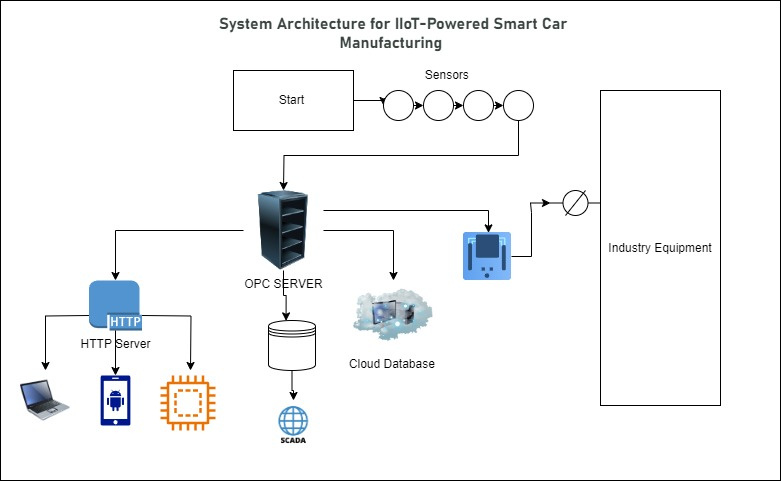 System Architecture for IIoT-Powered Smart Car
Manufacturing
Sensors
Start
Industry Equipment
OPC SERVER
HTTP
HTTP Server
Cloud Database
SCADA